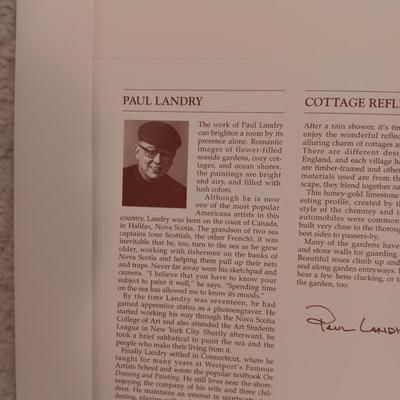 PAUL LANDRY
The work of Paul Landry
can brighten a room by its
presence alone. Romantic
images of flower-filled
seaside gardens, cozy cot-
tages, and ocean shores,
the paintings are bright
and airy, and filled with
lush colors.
Although he is now
one of the most popular
Americana artists in this
country, Landry was born on the coast of Canada,
in Halifax, Nova Scotia. The grandson of two sea
captains (one Scottish, the other French), it was
inevitable that he, too, turn to the sea as he grew
older, working with fishermen on the banks of
Nova Scotia and helping them pull up their nets
and traps. Never far away were his sketchpad and
camera. "I believe that you have to know your
subject to paint it well," he says. "Spending time
on the sea has allowed me to know its moods."
By the time Landry was seventeen, he had
gained apprentice status as a photoengraver. He
started working his way through the Nova Scotia
College of Art and also attended the Art Students
League in New York City. Shortly afterward, he
took a brief sabbatical to paint the sea and the
people who make their living from it.
Finally Landry settled in Connecticut, where he
taught for many years at Westport's Famous
Artists School and wrote the popular textbook On
Drawing and Painting. He still lives near the shore,
enjoying the company of his wife and three chil-
dren. He maintains an interest in sportscars,
COTTAGE REFL
After a rain shower, it's tim
enjoy the wonderful reflec
alluring charm of cottages a
There are different desi
England, and each village ha
are timber-framed and other
materials used are from th
scape, they blend together na
This honey-gold limestone
esting profile, created by t
style of the chimney and i
automobiles were common,
built very close to the thorou
best sides to passers-by.
Many of the gardens have
and stone walls for guarding
Beautiful roses climb up and
and along garden entryways. I
hear a few hens clucking, or t
the garden, too.
PAUL LANDR